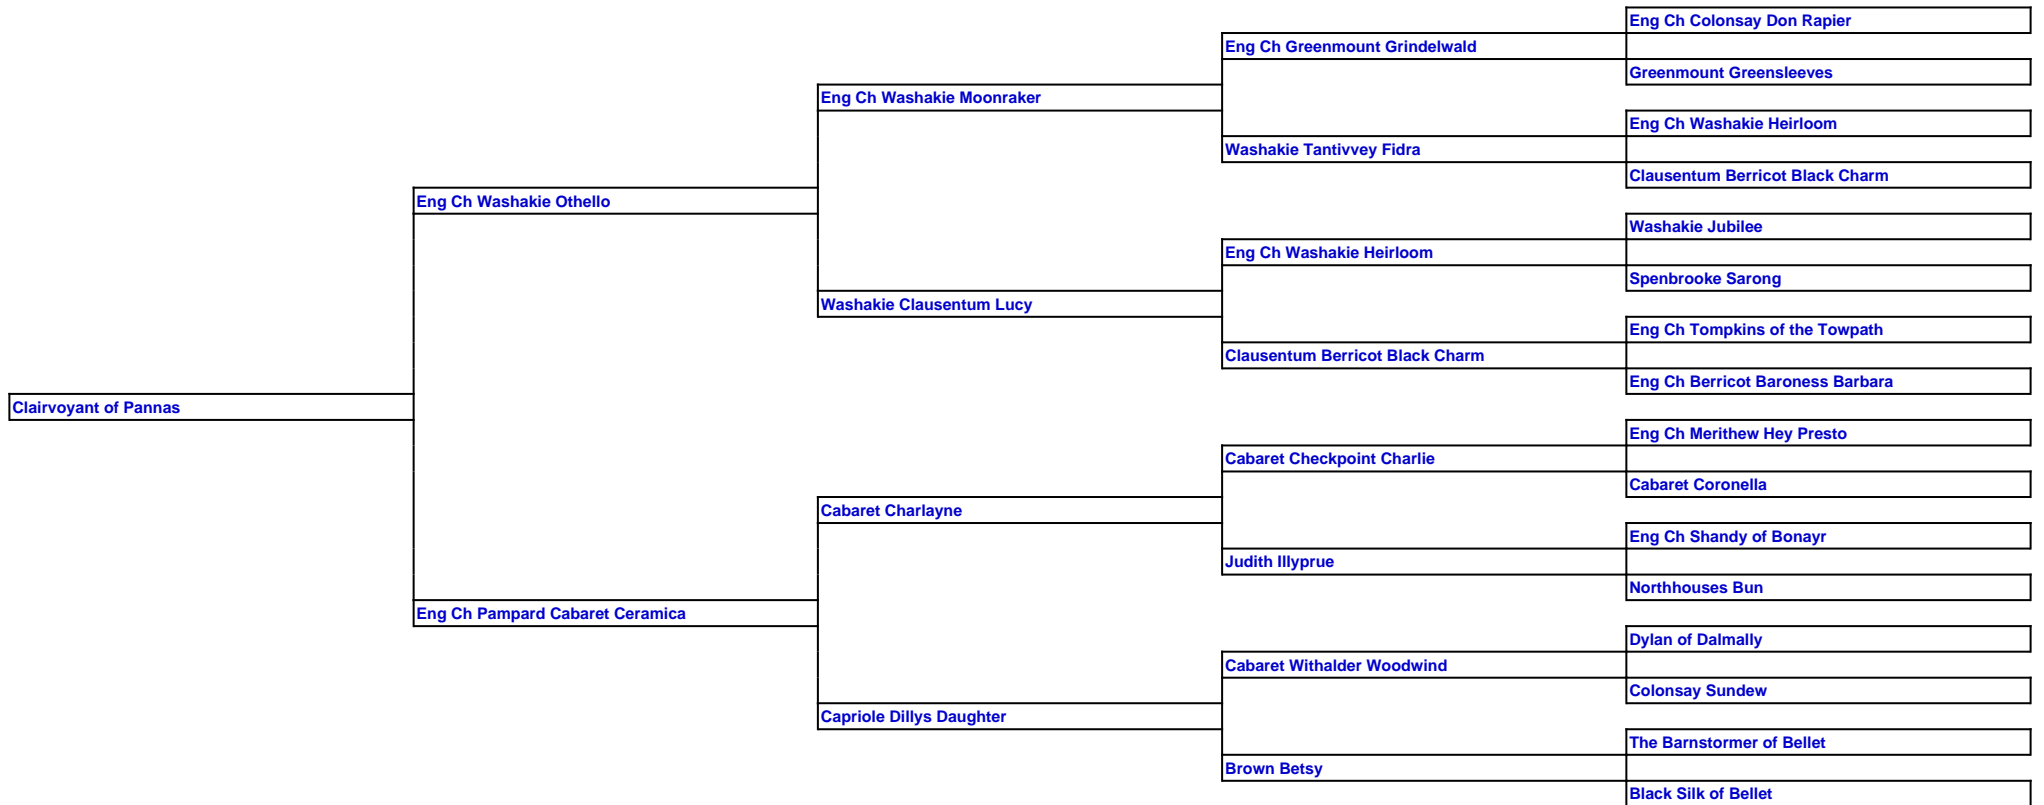 Eng Ch Colonsay Don Rapier
Eng Ch Greenmount Grindelwald
Greenmount Greensleeves
Eng Ch Washakie Moonraker
Eng Ch Washakie Heirloom
Washakie Tantivvey Fidra
Clausentum Berricot Black Charm
Eng Ch Washakie Othello
Washakie Jubilee
Eng Ch Washakie Heirloom
Spenbrooke Sarong
Washakie Clausentum Lucy
Eng Ch Tompkins of the Towpath
Clausentum Berricot Black Charm
Eng Ch Berricot Baroness Barbara
Clairvoyant of Pannas
Eng Ch Merithew Hey Presto
Cabaret Checkpoint Charlie
Cabaret Coronella
Cabaret Charlayne
Eng Ch Shandy of Bonayr
Judith Illyprue
Northhouses Bun
Eng Ch Pampard Cabaret Ceramica
Dylan of Dalmally
Cabaret Withalder Woodwind
Colonsay Sundew
Capriole Dillys Daughter
The Barnstormer of Bellet
Brown Betsy
Black Silk of Bellet